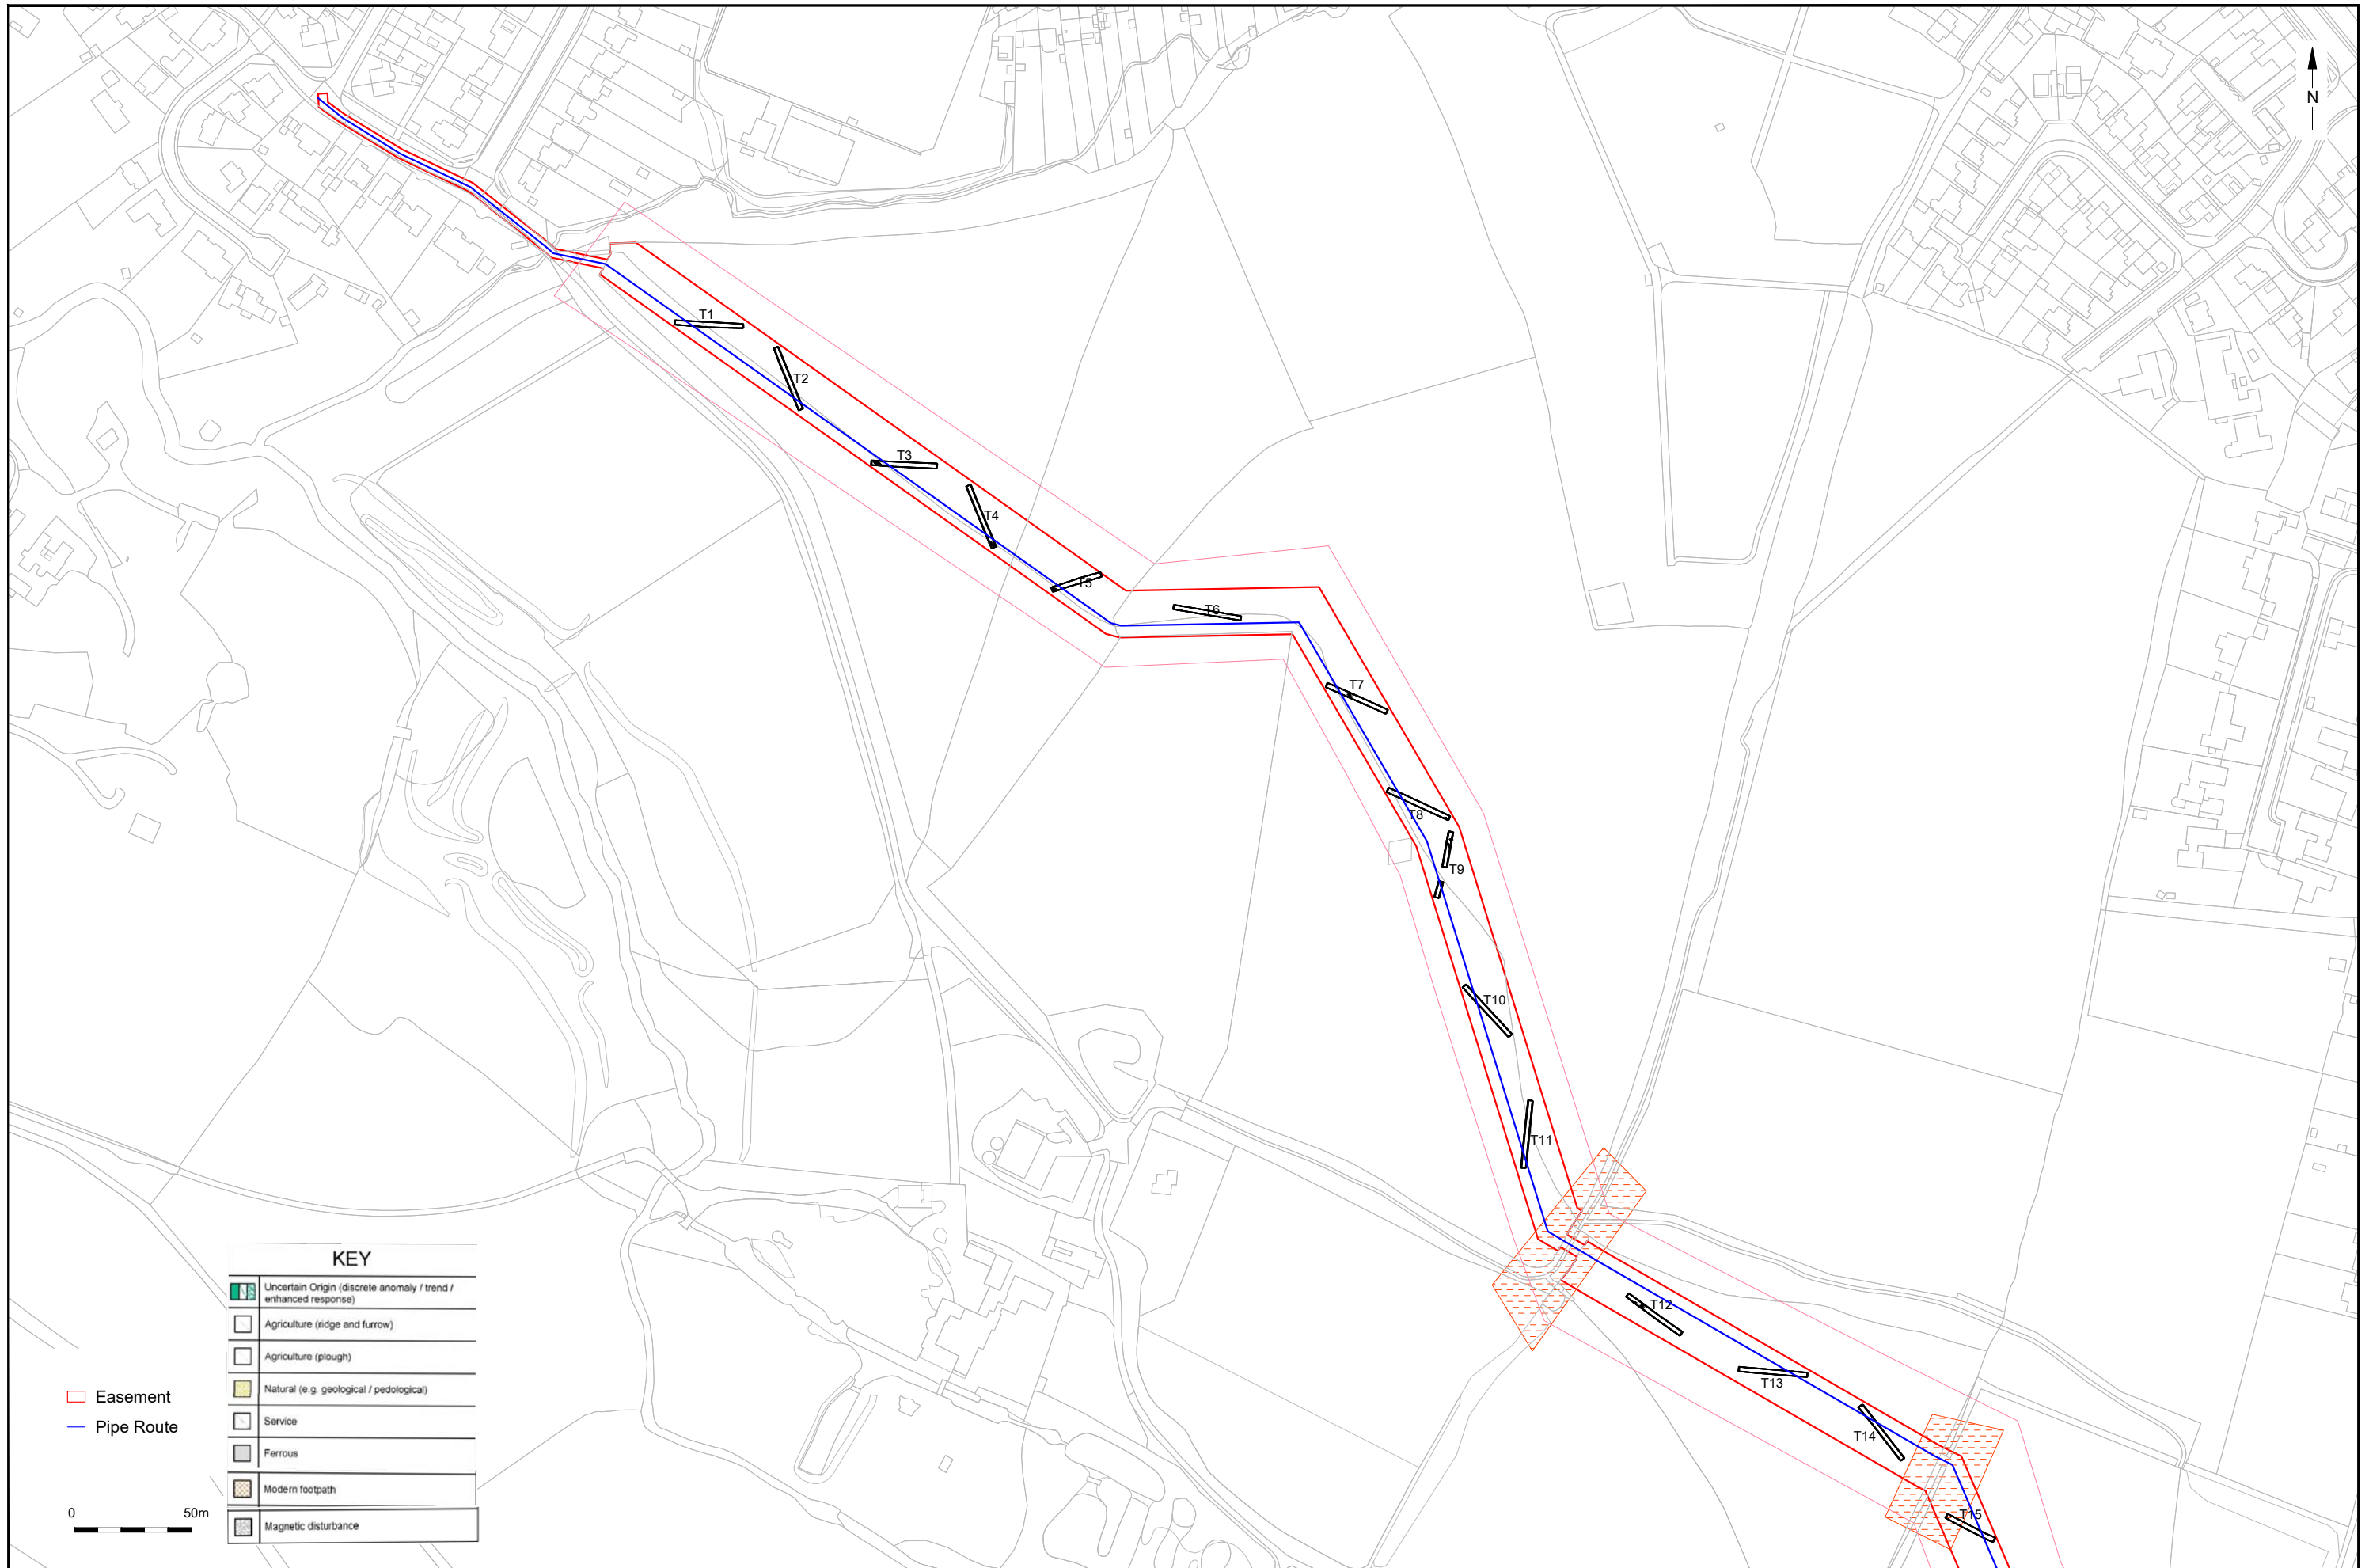 N
T1
T2
T3
T4
T5
T6
T7
T8
T9
T10
T11
T12
T13
T14
T15
KEY
Uncertain Origin (discrete anomaly / trend /
enhanced response)
Agriculture (ridge and furrow)
Agriculture (plough)
Natural (e.g. geological / pedological)
Service
Ferrous
Modern footpath
Magnetic disturbance
Easement
Pipe Route
0 50m